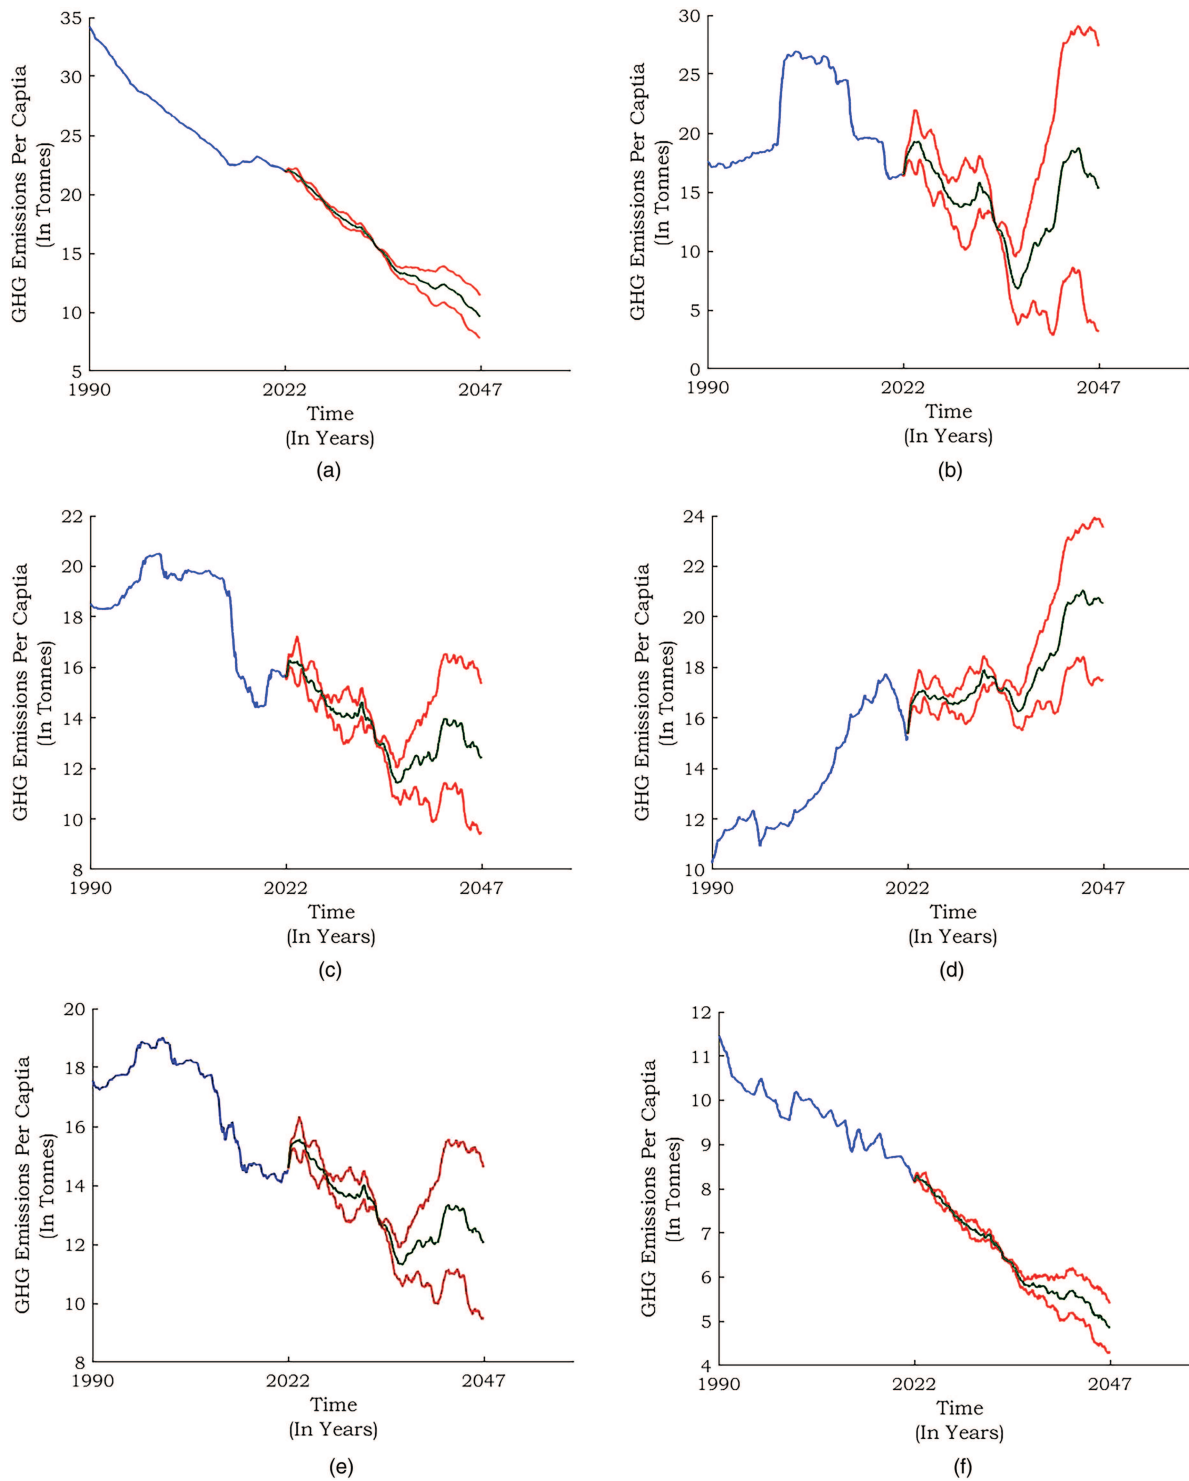 GHG Emissions Per Captia
(In Tonnes)
35
30
25
20
15
10
5
1990
2022
2047
Time
(In Years)
(a)
GHG Emissions Per Captia
(In Tonnes)
30
25
20
15
10
5
0
1990
2022
2047
Time
(In Years)
(b)
GHG Emissions Per Captia
(In Tonnes)
22
20
18
16
14
12
10
8
1990
2022
2047
Time
(In Years)
(c)
GHG Emissions Per Captia
(In Tonnes)
24
22
20
18
16
14
12
10
1990
2022
2047
Time
(In Years)
(d)
GHG Emissions Per Captia
(In Tonnes)
20
18
16
14
12
10
8
1990
2022
2047
Time
(In Years)
(e)
GHG Emissions Per Captia
(In Tonnes)
12
11
10
9
8
7
6
5
4
1990
2022
2047
Time
(In Years)
(f)